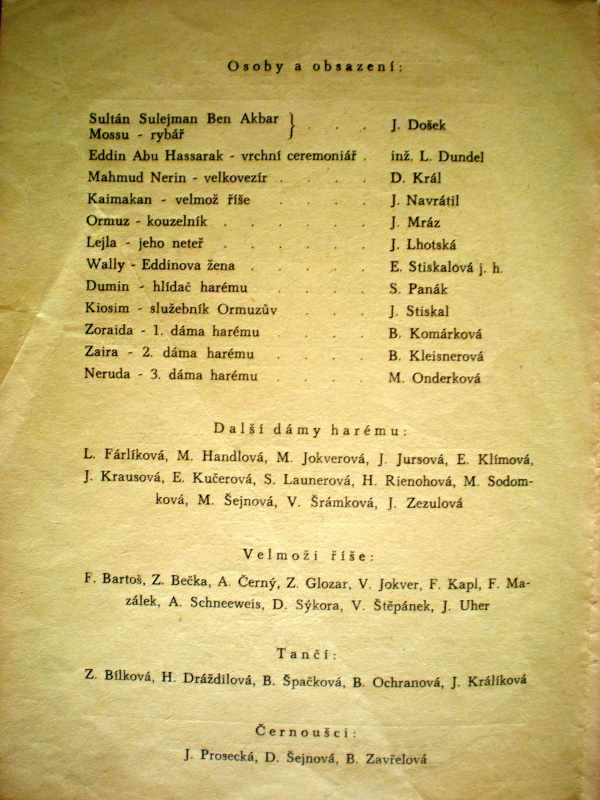 Osoby a obsazení:
Sultán Sulejman Ben Akbar
Mossu - rybář } . . . J. Došek
Eddin Abu Hassarak - vrchní ceremoniář . inž. L. Dundel
Mahmud Nerin - velkovezír . . . . D. Král
Kaimakan - velmož říše . . . . J. Navrátil
Ormuz - kouzelník . . . . . . J. Mráz
Lejla - jeho neteř . . . . . . J. Lhotská
Wally - Eddinova žena . . . . . E. Stiskalová j. h.
Dumin - hlídač harému . . . . S. Panák
Kiosim - služebník Ormuzův . . . J. Stiskal
Zoraida - 1. dáma harému . . . . B. Komárková
Zaira - 2. dáma harému . . . . B. Kleisnerová
Neruda - 3. dáma harému . . . . M. Onderková
Další dámy harému:
L. Fárlíková, M. Handlová, M. Jokverová, J. Jursová, E. Klímová,
J. Krausová, E. Kučerová, S. Launerová, H. Rienohová, M. Sodom-
ková, M. Šejnová, V. Šrámková, J. Zezulová
Velmoži říše:
F. Bartoš, Z. Bečka, A. Černý, Z. Glozar, V. Jokver, F. Kapl, F. Ma-
zálek, A. Schneeweis, D. Sýkora, V. Štěpánek, J. Uher
Tančí:
Z. Bílková, H. Dráždilová, B. Špačková, B. Ochranová, J. Králíková
Černoušci:
J. Prosecká, D. Šejnová, B. Zavřelová